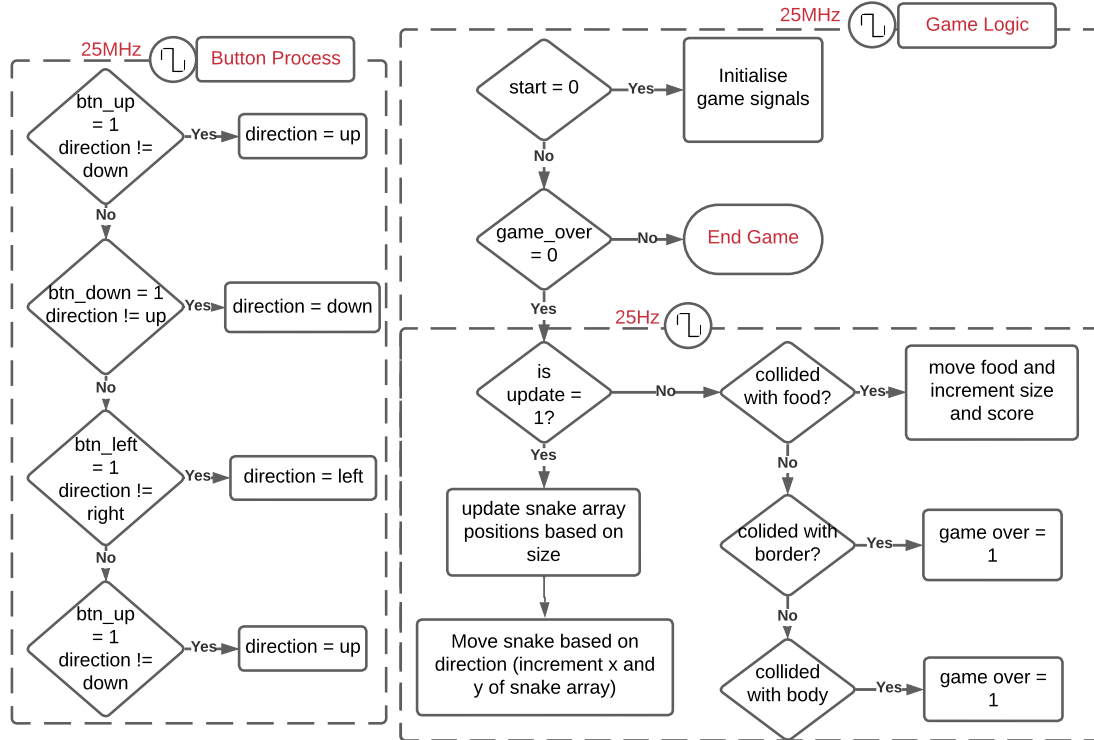 25MHz
Button Process
btn_up
= 1
direction !=
down
Yes
direction = up
No
btn_down = 1
direction != up
Yes
direction = down
No
btn_left
= 1
direction !=
right
Yes
direction = left
No
btn_up
= 1
direction !=
down
Yes
direction = up
25MHz
Game Logic
start = 0
Yes
Initialise
game signals
No
game_over
= 0
No
End Game
Yes
25Hz
is
update =
1?
No
collided
with food?
Yes
move food and
increment size
and score
Yes
No
update snake array
positions based on
size
colided with
border?
Yes
game over =
1
No
Move snake based on
direction (increment x and
y of snake array)
collided
with body
Yes
game over =
1